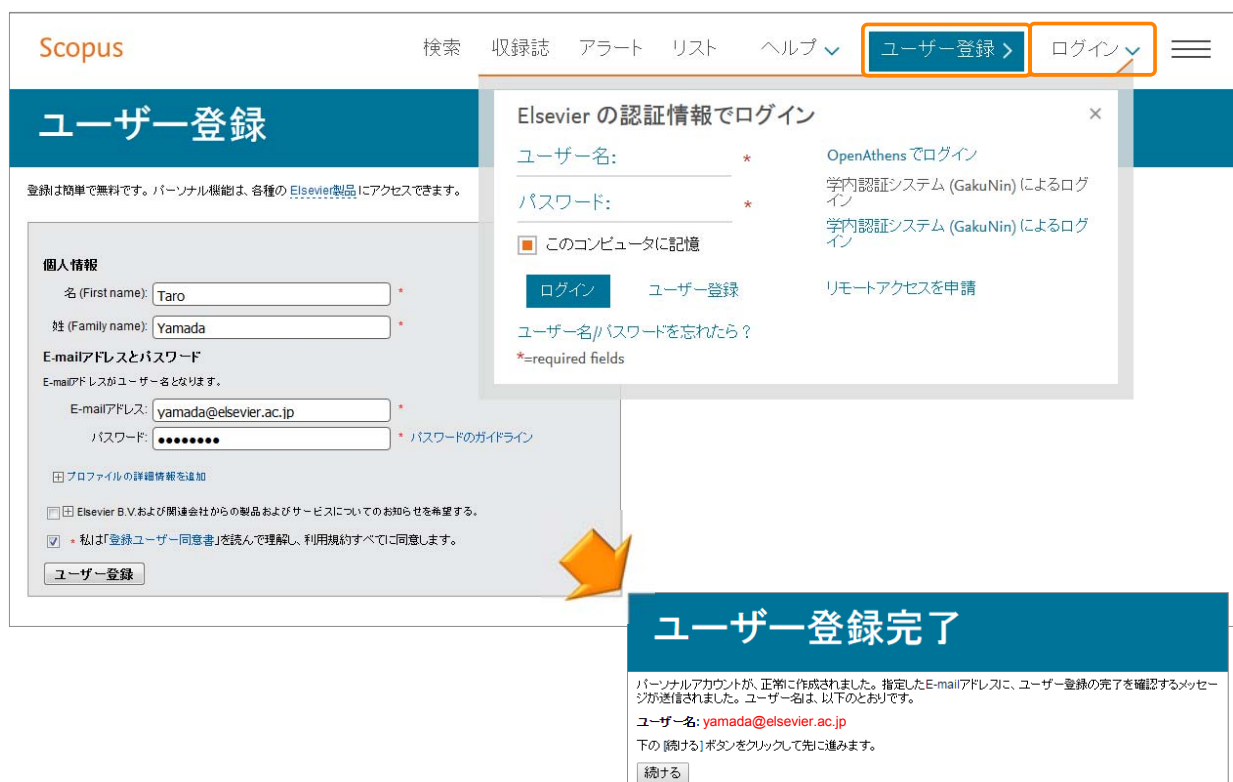 Scopus
検索 収録誌 アラート リスト ヘルプ ユーザー登録 ログイン
ユーザー登録
登録は簡単で無料です。パーソナル機能は、各種の Elsevier製品 にアクセスできます。
個人情報
名 (First name): Taro *
姓 (Family name): Yamada *
E-mailアドレスとパスワード
E-mailアドレスがユーザー名となります。
E-mailアドレス: yamada@elsevier.ac.jp *
パスワード: ●●●●●●●● * パスワードのガイドライン
プロファイルの詳細情報を追加
Elsevier B.V.および関連会社からの製品およびサービスについてのお知らせを希望する。
* 私は「登録ユーザー同意書」を読んで理解し、利用規約すべてに同意します。
ユーザー登録
Elsevier の認証情報でログイン ×
ユーザー名: *
パスワード: *
このコンピュータに記憶
ログイン ユーザー登録
ユーザー名/パスワードを忘れたら？
*=required fields
OpenAthens でログイン
学内認証システム (GakuNin) によるログ
イン
学内認証システム (GakuNin) によるログ
イン
リモートアクセスを申請
ユーザー登録完了
パーソナルアカウントが、正常に作成されました。指定したE-mailアドレスに、ユーザー登録の完了を確認するメッセー
ジが送信されました。ユーザー名は、以下のとおりです。
ユーザー名: yamada@elsevier.ac.jp
下の [続ける] ボタンをクリックして先に進みます。
続ける